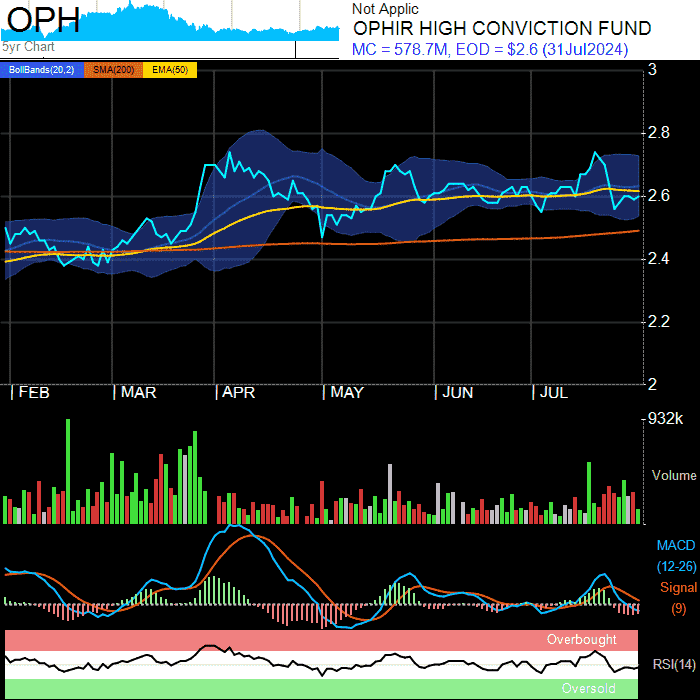 OPH
5yr Chart
Not Applic
OPHIR HIGH CONVICTION FUND
MC = 578.7M, EOD = $2.6 (31Jul2024)
BollBands(20,2) SMA(200) EMA(50)
3
2.8
2.6
2.4
2.2
2
FEB MAR APR MAY JUN JUL
932k
Volume
MACD
(12-26)
Signal
(9)
Overbought
RSI(14)
Oversold